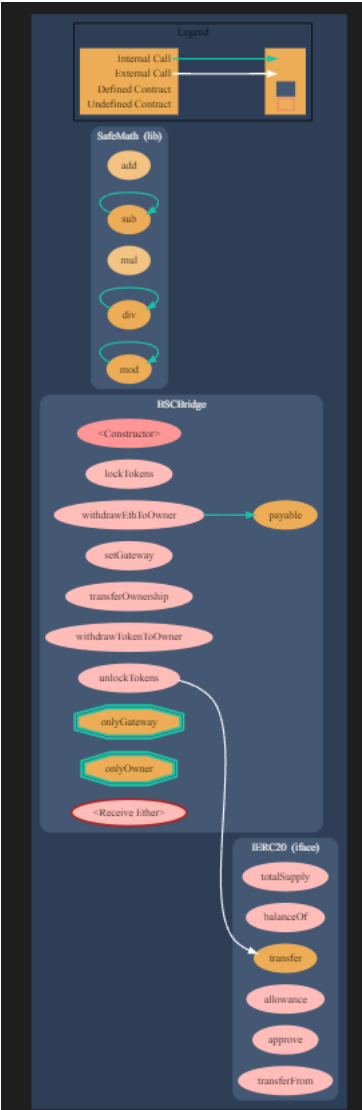 Legend
Internal Call
External Call
Defined Contract
Undefined Contract
SafeMath (lib)
add
sub
mul
div
mod
BSCBridge
<Constructor>
lockTokens
withdrawEthToOwner
payable
setGateway
transferOwnership
withdrawTokenToOwner
unlockTokens
onlyGateway
onlyOwner
<Receive Ether>
IERC20 (iface)
totalSupply
balanceOf
transfer
allowance
approve
transferFrom